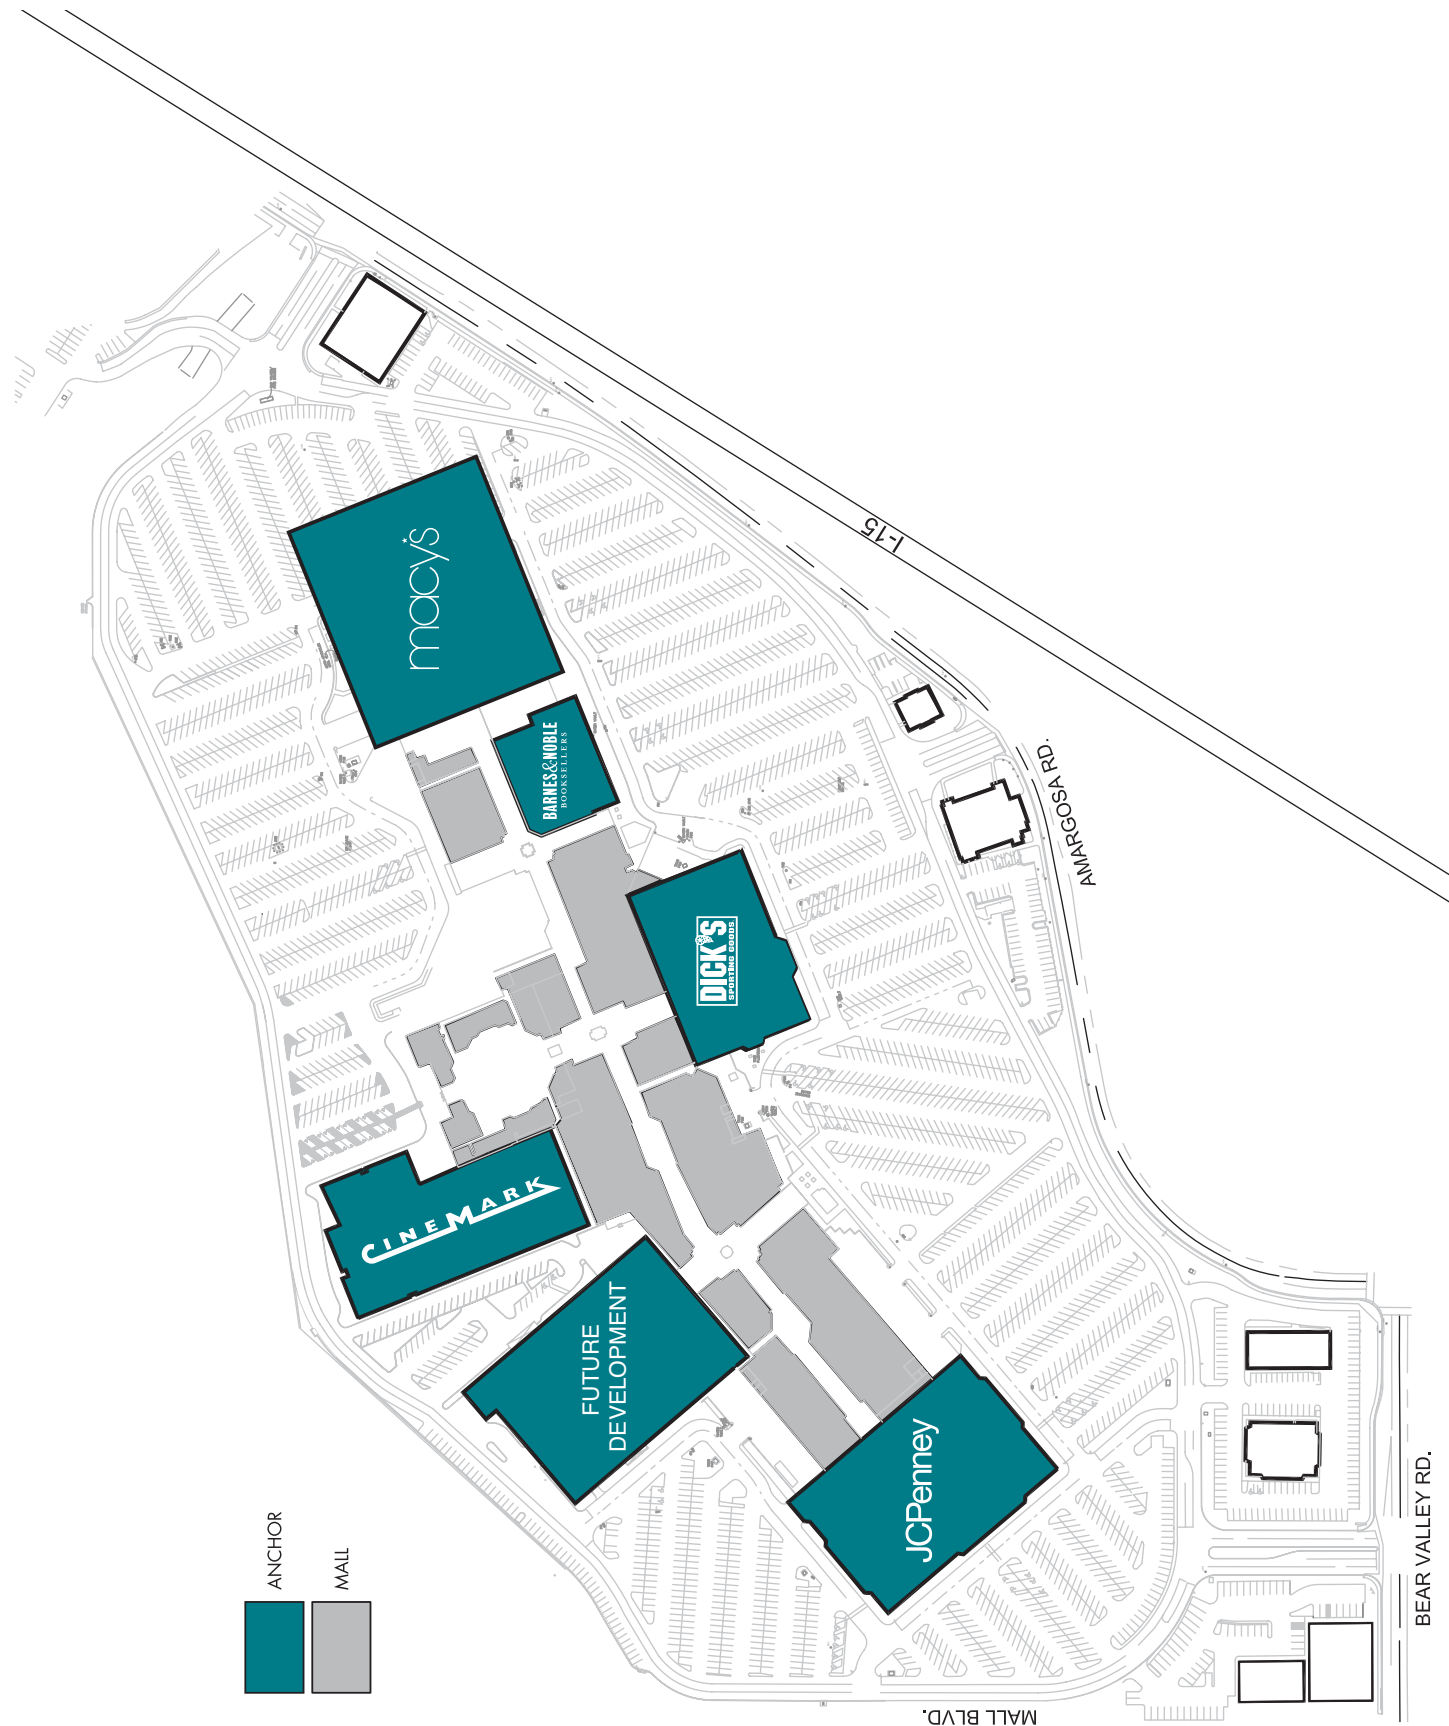 I-15
macy's
BARNES & NOBLE
BOOKSELLERS
AMARGOSA RD.
DICK'S
SPORTING GOODS
CINEMARK
FUTURE
DEVELOPMENT
JCPenney
ANCHOR
MALL
BEAR VALLEY RD.
MALL BLVD.